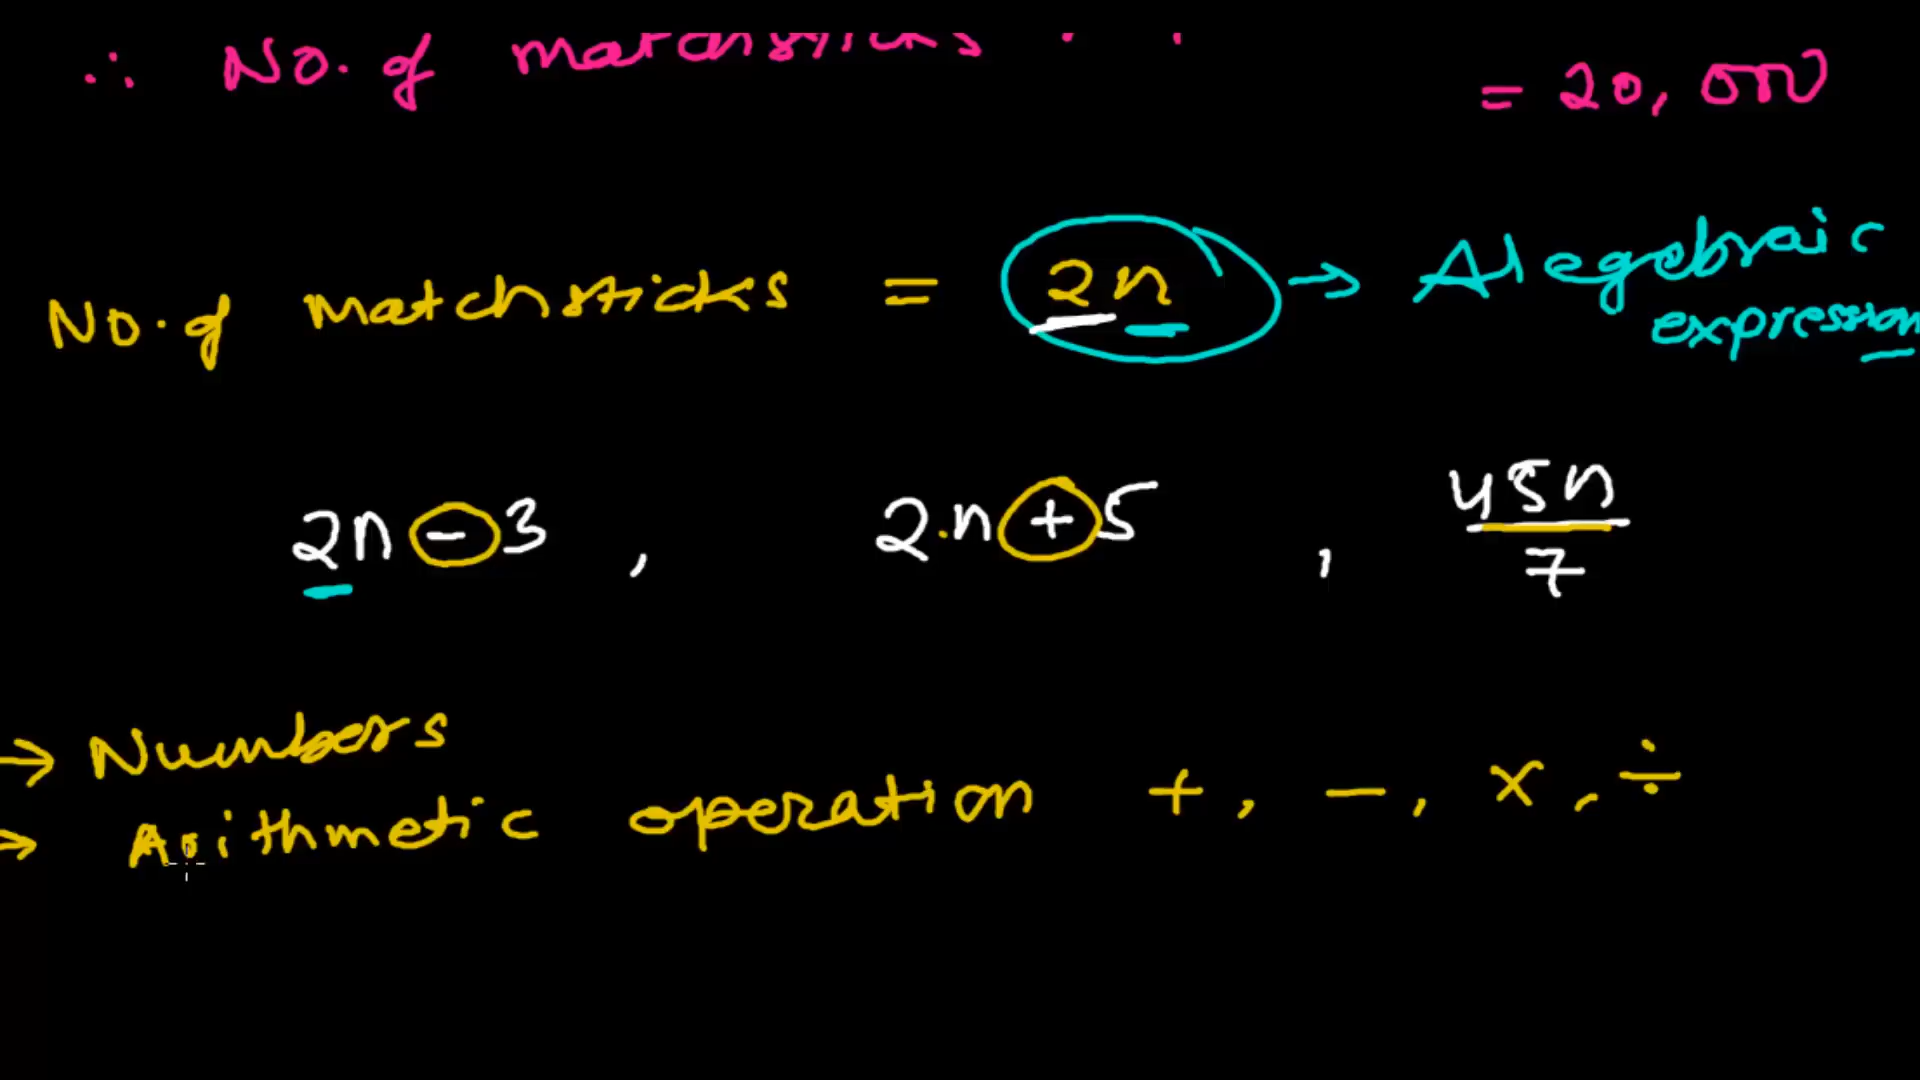 ∴ No. of matchsticks
= 20,000
No. of matchsticks = 2n → Alegebraic
expression
2n - 3 , 2.n + 5 , 45n/7
→ Numbers
→ Arithmetic operation +, -, ×, ÷